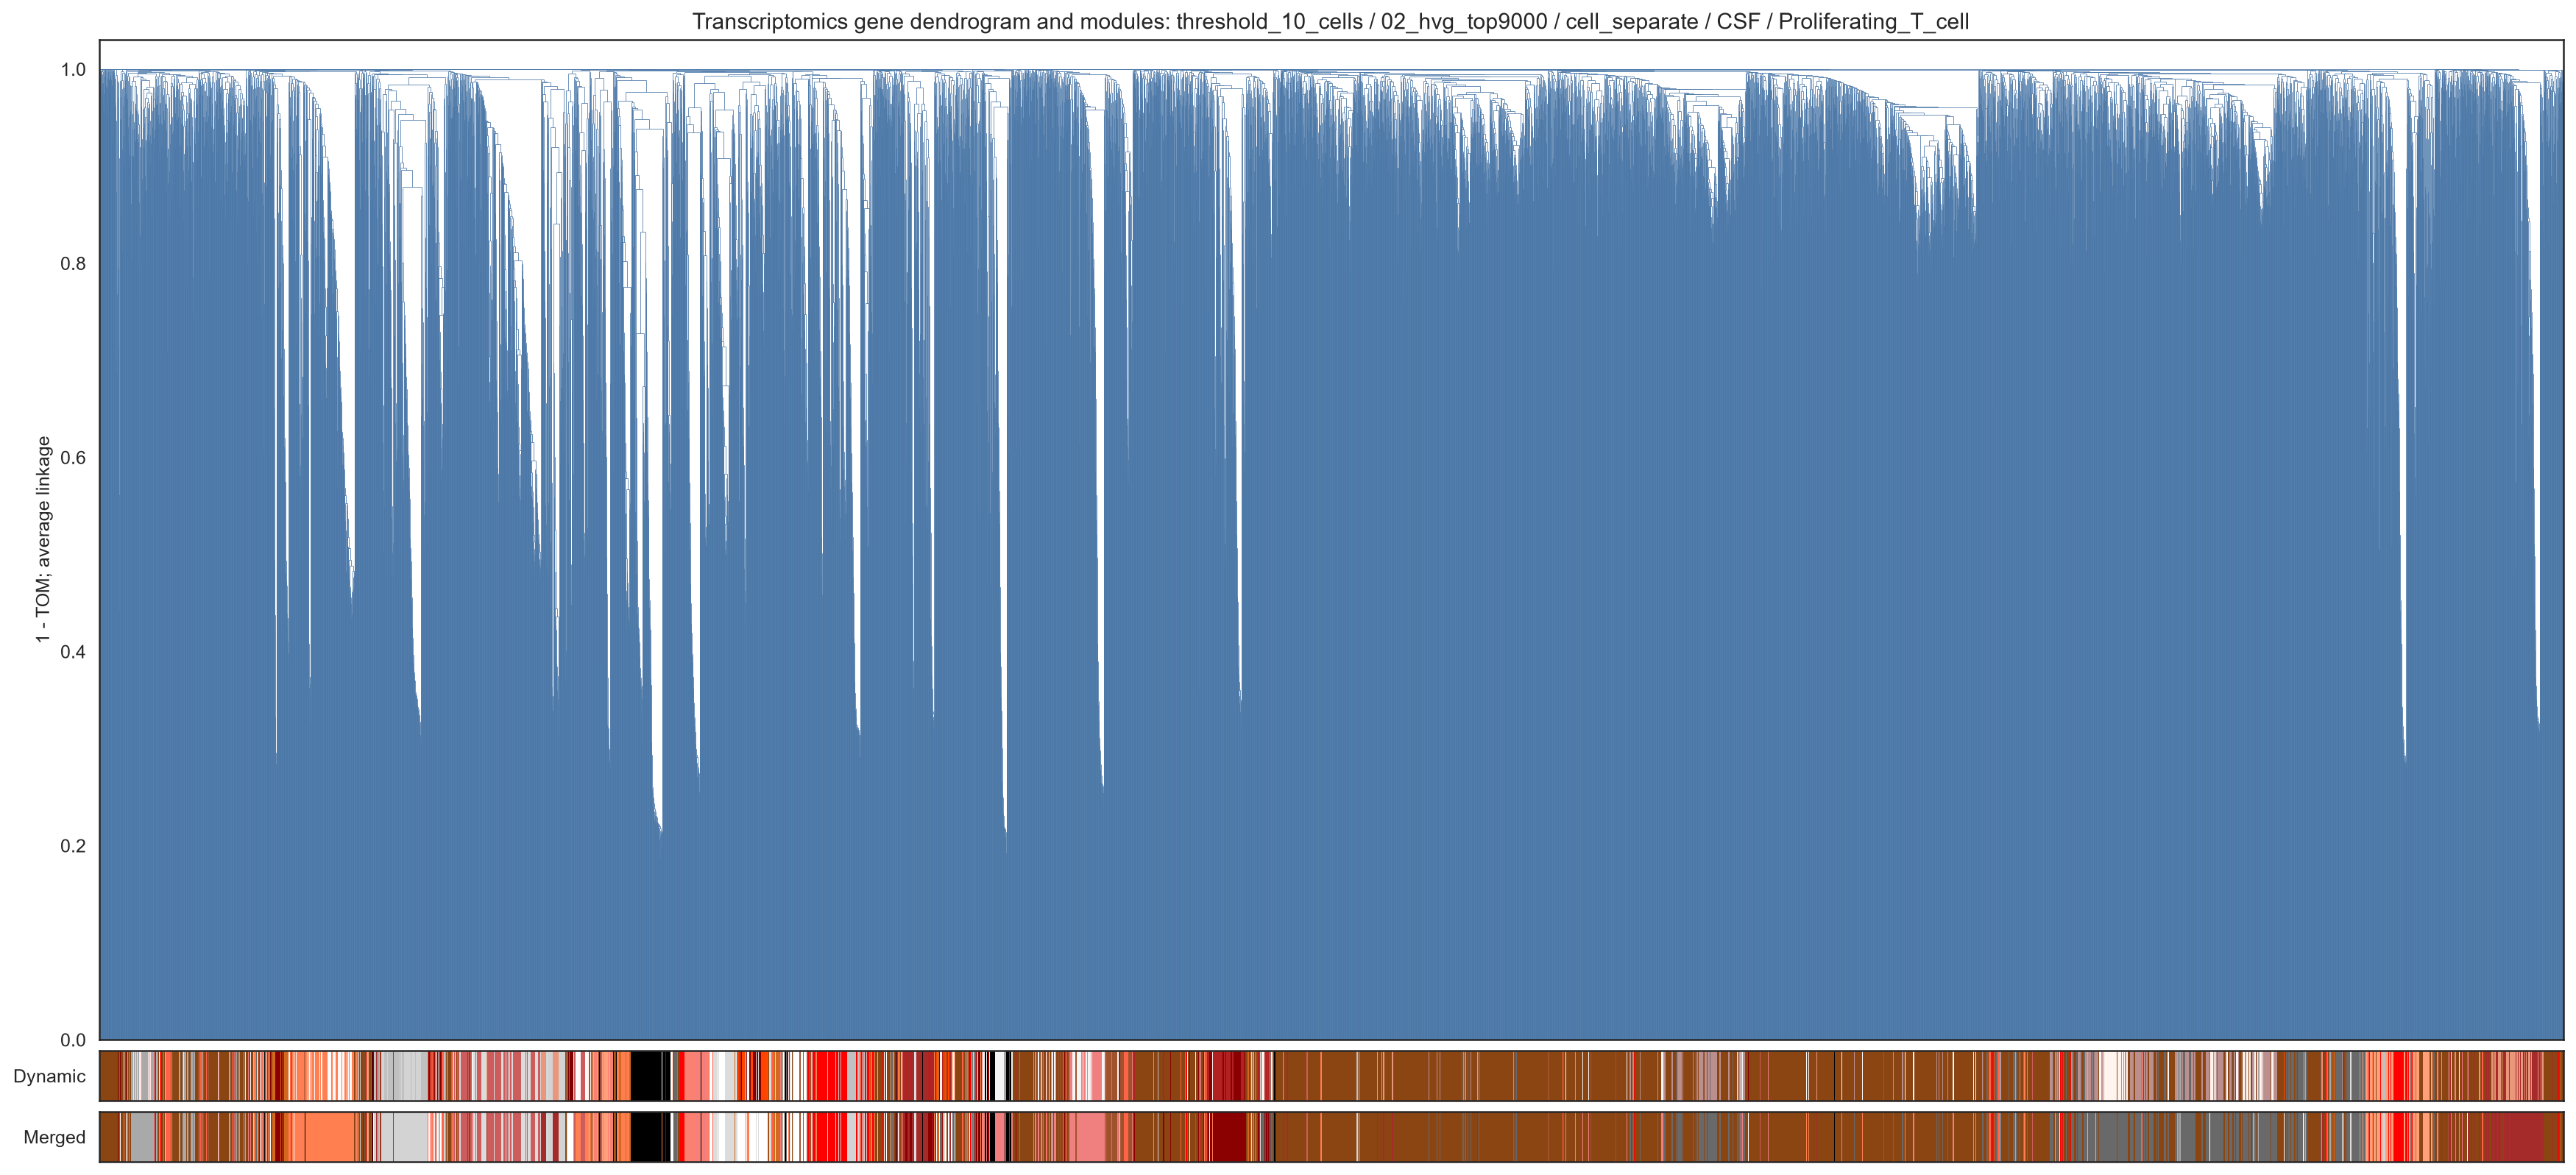 Transcriptomics gene dendrogram and modules: threshold_10_cells / 02_hvg_top9000 / cell_separate / CSF / Proliferating_T_cell
1.0
0.8
0.6
0.4
0.2
0.0
1 - TOM; average linkage
Dynamic
Merged